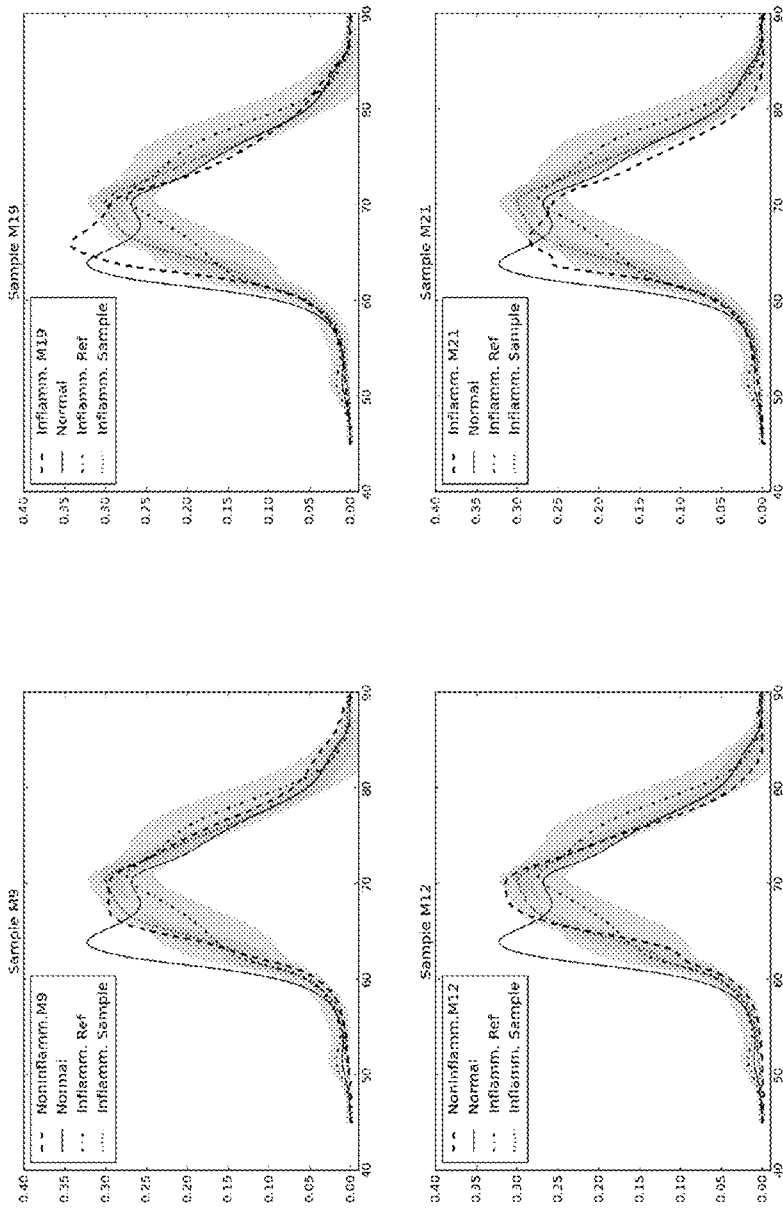 Sample M9
0.40
0.35
0.30
0.25
0.20
0.15
0.10
0.05
0.00
NonInflamm.M9
Normal
Inflamm. Ref
Inflamm. Sample
40 50 60 70 80 90
Sample M19
0.40
0.35
0.30
0.25
0.20
0.15
0.10
0.05
0.00
Inflamm. M19
Normal
Inflamm. Ref
Inflamm. Sample
40 50 60 70 80 90
Sample M12
0.40
0.35
0.30
0.25
0.20
0.15
0.10
0.05
0.00
NonInflamm.M12
Normal
Inflamm. Ref
Inflamm. Sample
40 50 60 70 80 90
Sample M21
0.40
0.35
0.30
0.25
0.20
0.15
0.10
0.05
0.00
Inflamm. M21
Normal
Inflamm. Ref
Inflamm. Sample
40 50 60 70 80 90